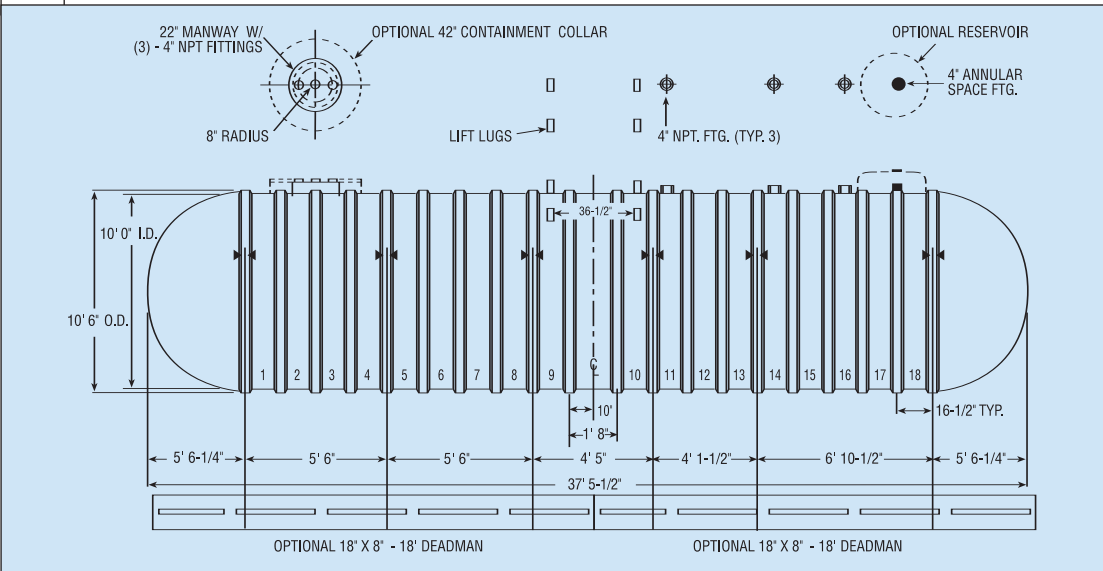 22" MANWAY W/
(3) - 4" NPT FITTINGS
OPTIONAL 42" CONTAINMENT COLLAR
OPTIONAL RESERVOIR
4" ANNULAR
SPACE FTG.
8" RADIUS
LIFT LUGS
4" NPT. FTG. (TYP. 3)
36-1/2"
10' 0" I.D.
10' 6" O.D.
1 2 3 4 5 6 7 8 9 10 11 12 13 14 15 16 17 18
CL
10"
16-1/2" TYP.
1' 8"
5' 6-1/4" 5' 6" 5' 6" 4' 5" 4' 1-1/2" 6' 10-1/2" 5' 6-1/4"
37' 5-1/2"
OPTIONAL 18" X 8" - 18' DEADMAN OPTIONAL 18" X 8" - 18' DEADMAN